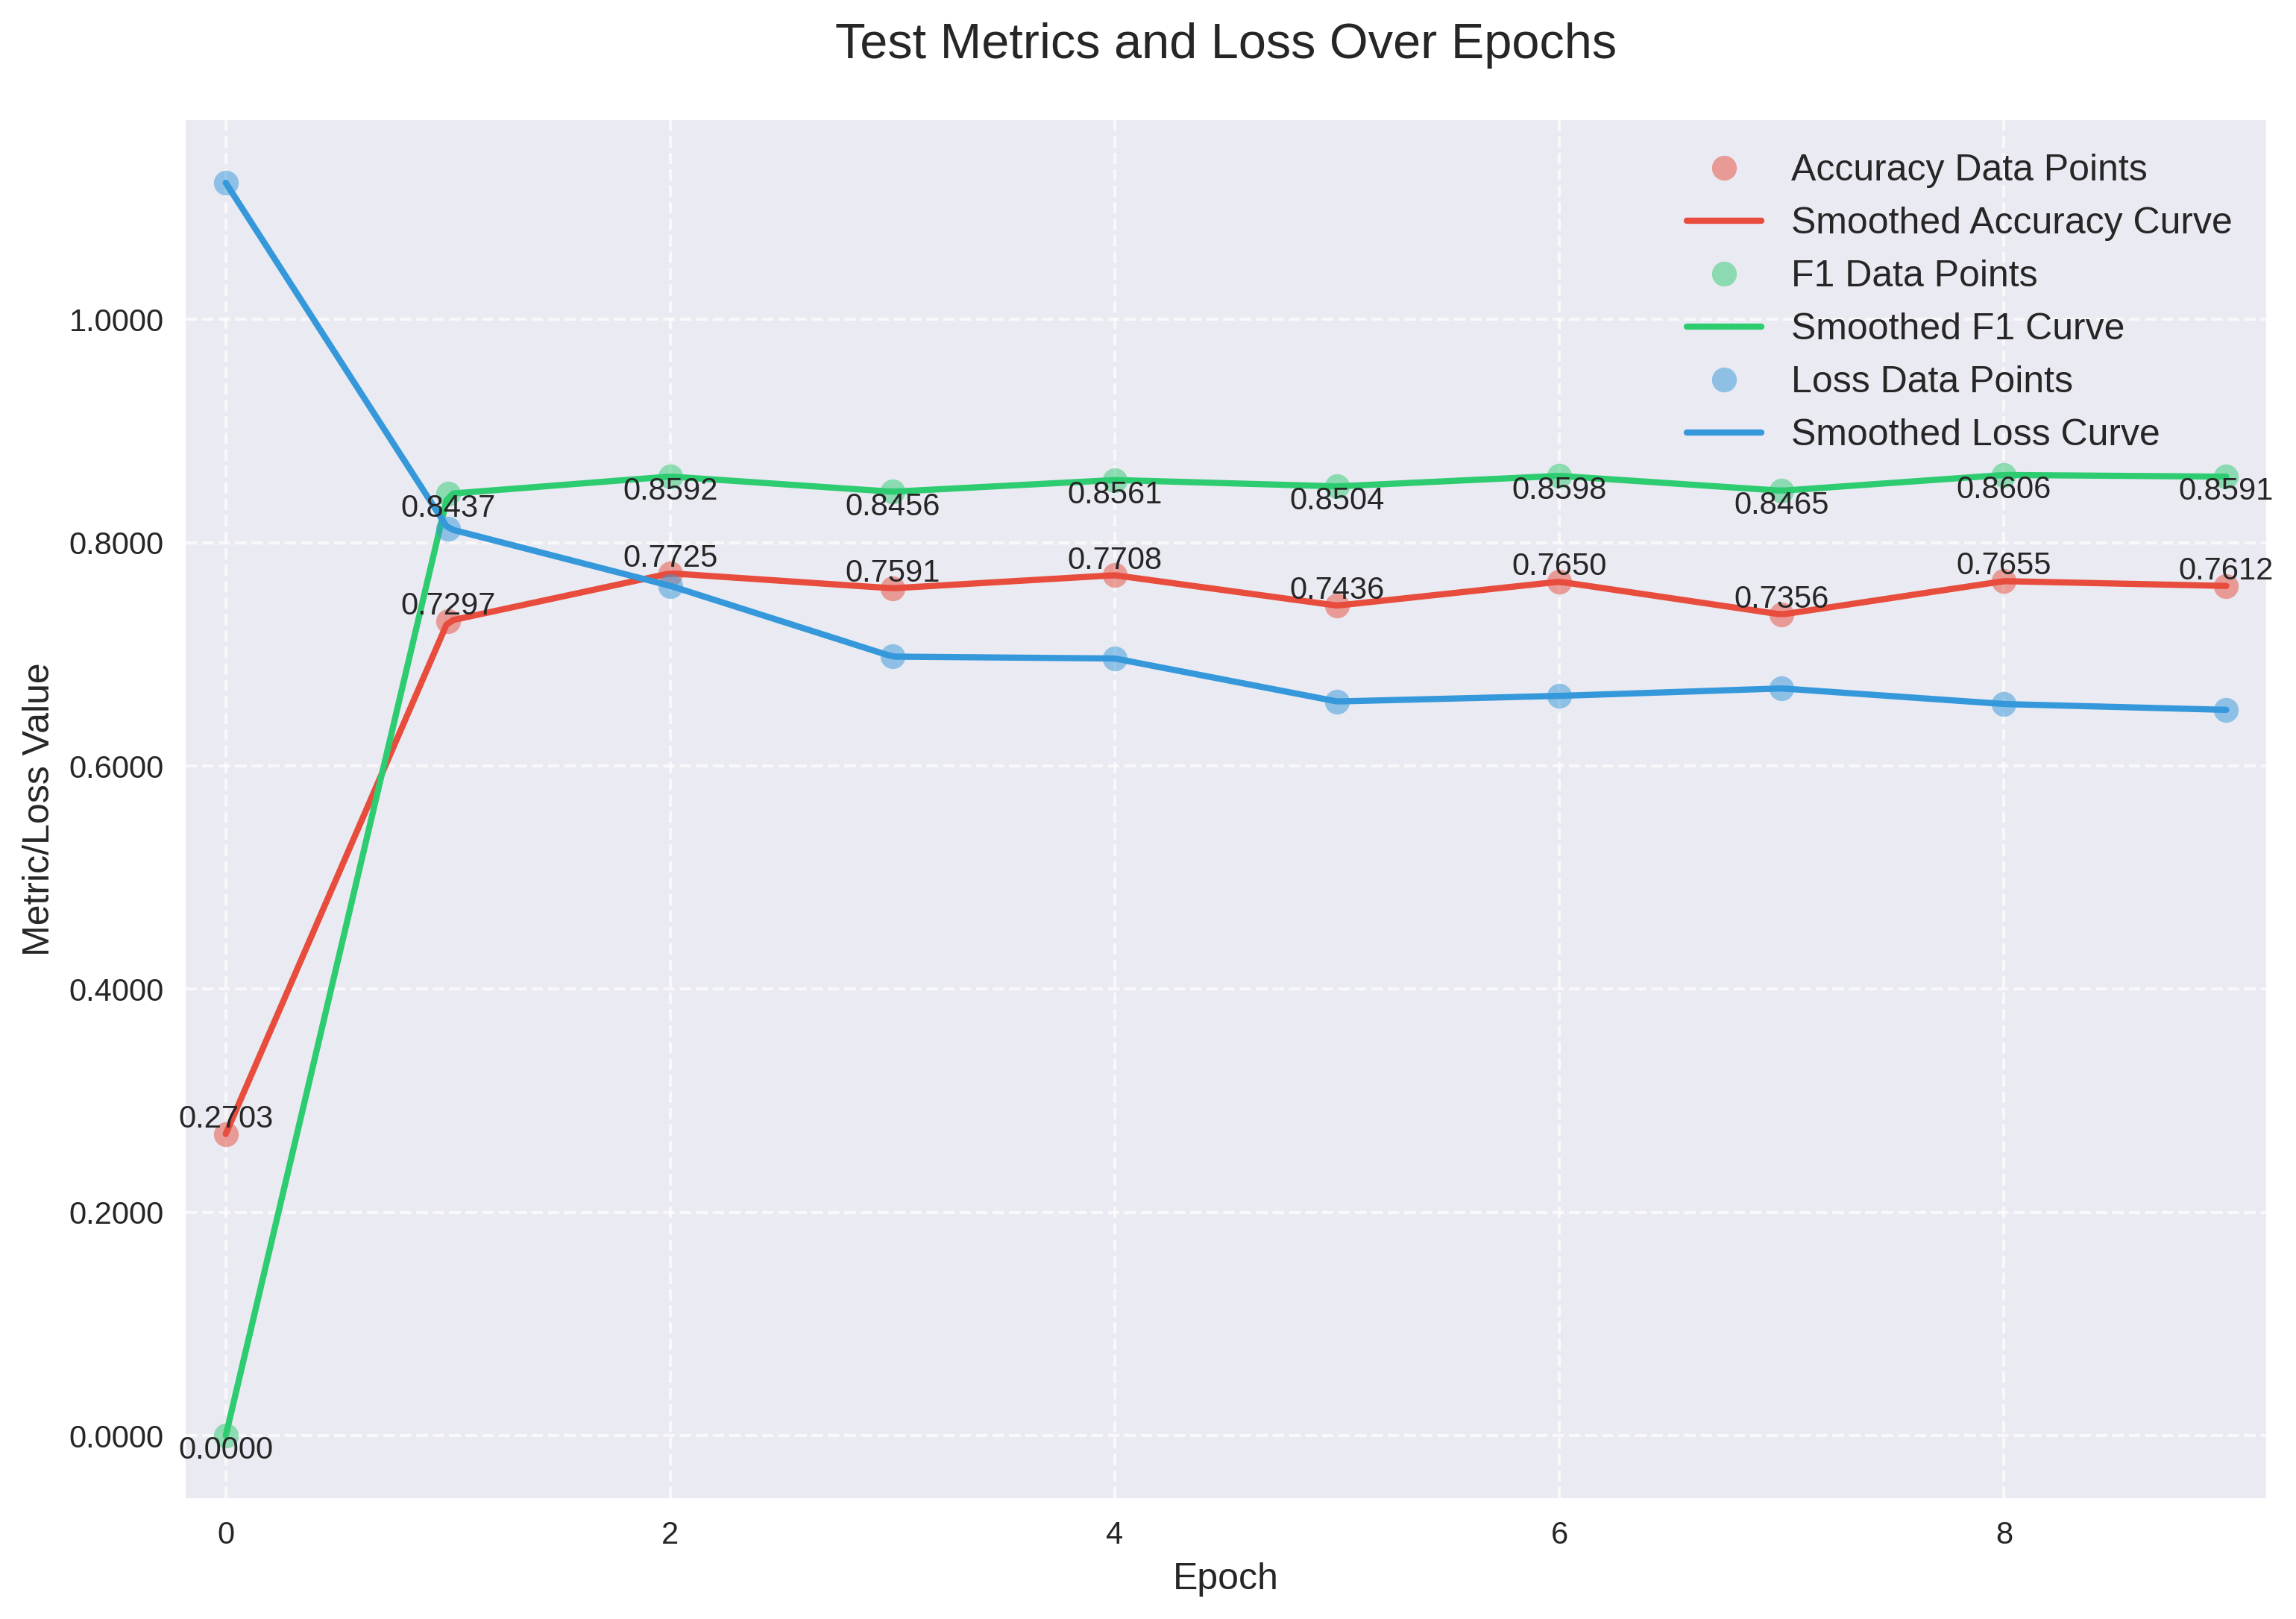 Test Metrics and Loss Over Epochs
Accuracy Data Points
Smoothed Accuracy Curve
F1 Data Points
Smoothed F1 Curve
Loss Data Points
Smoothed Loss Curve
Metric/Loss Value
1.0000
0.8000
0.6000
0.4000
0.2000
0.0000
0.8437
0.8592
0.8456
0.8561
0.8504
0.8598
0.8465
0.8606
0.8591
0.7297
0.7725
0.7591
0.7708
0.7436
0.7650
0.7356
0.7655
0.7612
0.2703
0.0000
0 2 4 6 8
Epoch